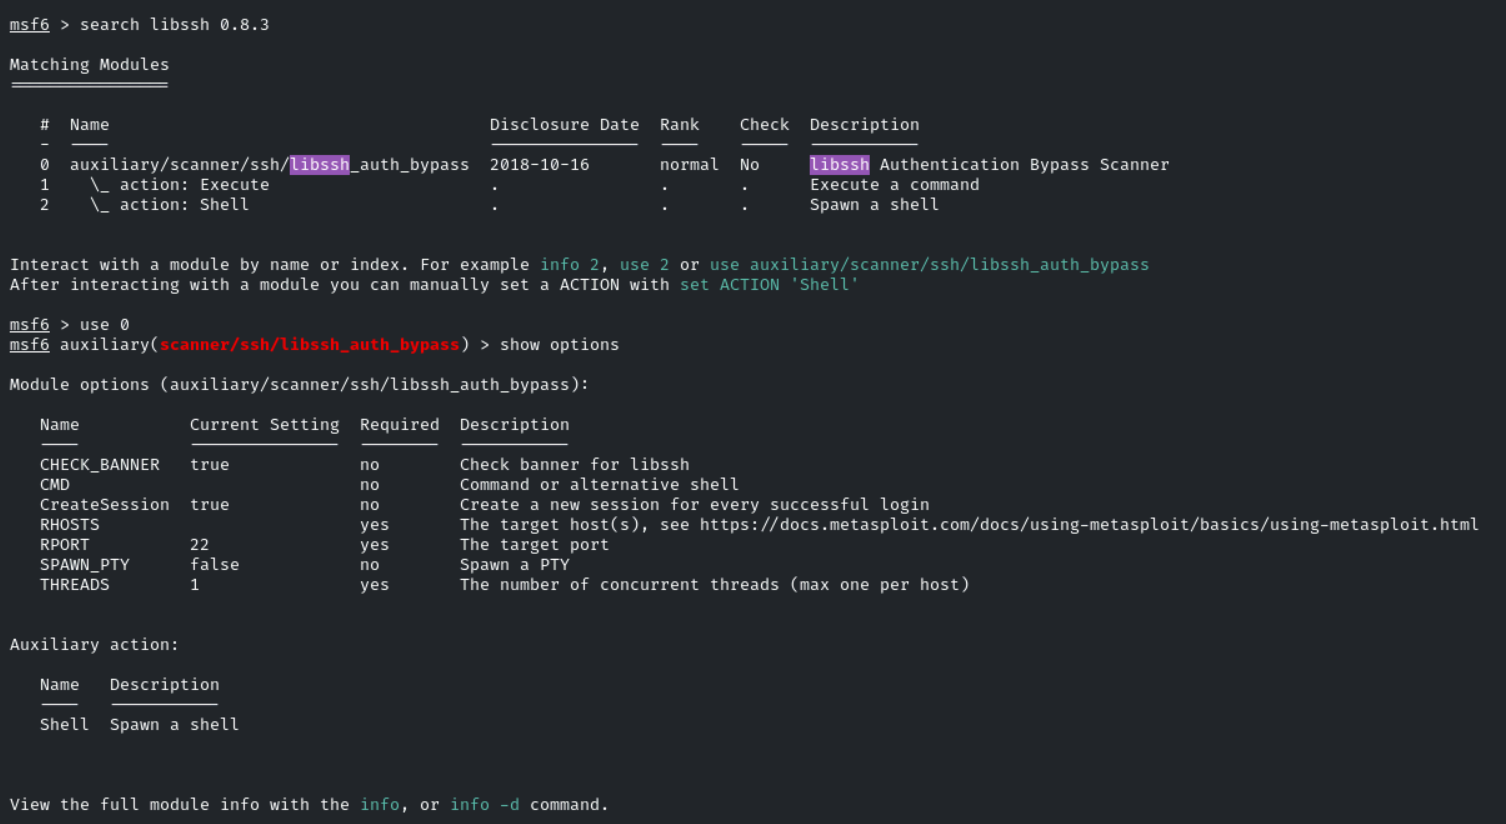 msf6 > search libssh 0.8.3
Matching Modules
================
# Name Disclosure Date Rank Check Description
- ---- --------------- ---- ----- -----------
0 auxiliary/scanner/ssh/libssh_auth_bypass 2018-10-16 normal No libssh Authentication Bypass Scanner
1 \_ action: Execute . . . Execute a command
2 \_ action: Shell . . . Spawn a shell
Interact with a module by name or index. For example info 2, use 2 or use auxiliary/scanner/ssh/libssh_auth_bypass
After interacting with a module you can manually set a ACTION with set ACTION 'Shell'
msf6 > use 0
msf6 auxiliary(scanner/ssh/libssh_auth_bypass) > show options
Module options (auxiliary/scanner/ssh/libssh_auth_bypass):
Name Current Setting Required Description
---- --------------- -------- -----------
CHECK_BANNER true no Check banner for libssh
CMD no Command or alternative shell
CreateSession true no Create a new session for every successful login
RHOSTS yes The target host(s), see https://docs.metasploit.com/docs/using-metasploit/basics/using-metasploit.html
RPORT 22 yes The target port
SPAWN_PTY false no Spawn a PTY
THREADS 1 yes The number of concurrent threads (max one per host)
Auxiliary action:
Name Description
---- -----------
Shell Spawn a shell
View the full module info with the info, or info -d command.